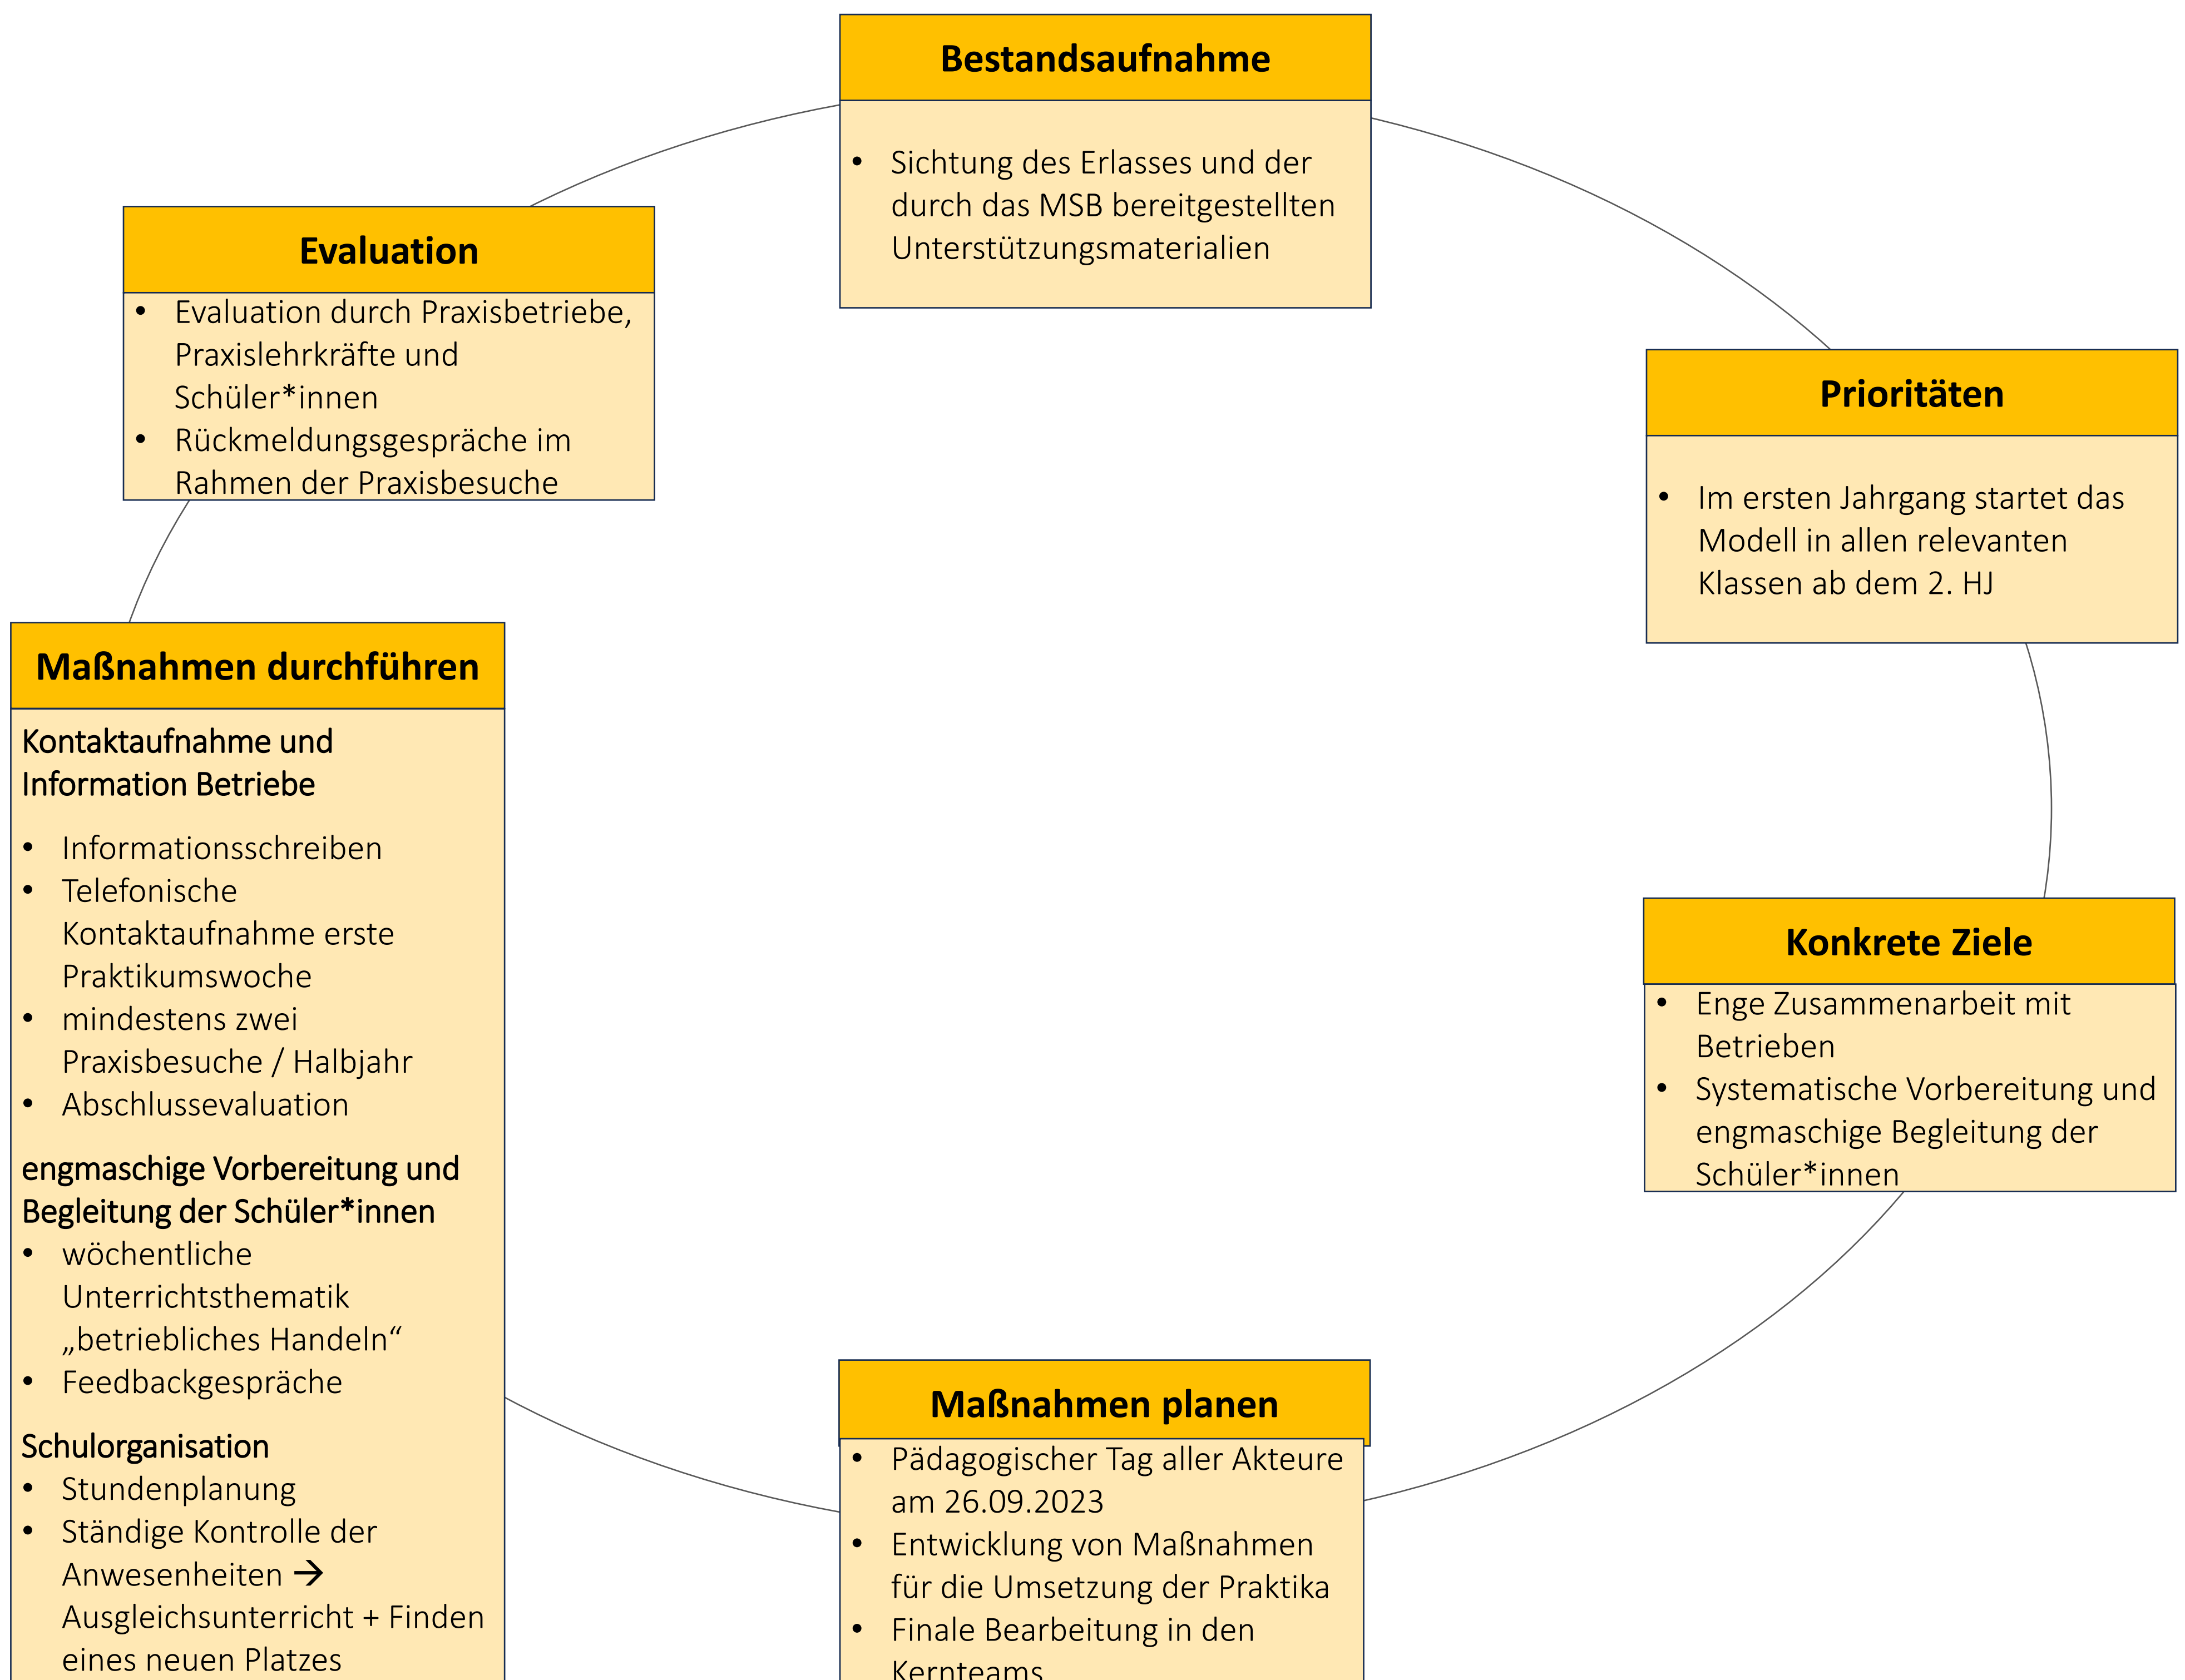 Bestandsaufnahme
• Sichtung des Erlasses und der
durch das MSB bereitgestellten
Unterstützungsmaterialien
Prioritäten
• Im ersten Jahrgang startet das
Modell in allen relevanten
Klassen ab dem 2. HJ
Konkrete Ziele
• Enge Zusammenarbeit mit
Betrieben
• Systematische Vorbereitung und
engmaschige Begleitung der
Schüler*innen
Maßnahmen planen
• Pädagogischer Tag aller Akteure
am 26.09.2023
• Entwicklung von Maßnahmen
für die Umsetzung der Praktika
• Finale Bearbeitung in den
Kernteams
Maßnahmen durchführen
Kontaktaufnahme und
Information Betriebe
• Informationsschreiben
• Telefonische
Kontaktaufnahme erste
Praktikumswoche
• mindestens zwei
Praxisbesuche / Halbjahr
• Abschlussevaluation
engmaschige Vorbereitung und
Begleitung der Schüler*innen
• wöchentliche
Unterrichtsthematik
„betriebliches Handeln“
• Feedbackgespräche
Schulorganisation
• Stundenplanung
• Ständige Kontrolle der
Anwesenheiten →
Ausgleichsunterricht + Finden
eines neuen Platzes
Evaluation
• Evaluation durch Praxisbetriebe,
Praxislehrkräfte und
Schüler*innen
• Rückmeldungsgespräche im
Rahmen der Praxisbesuche